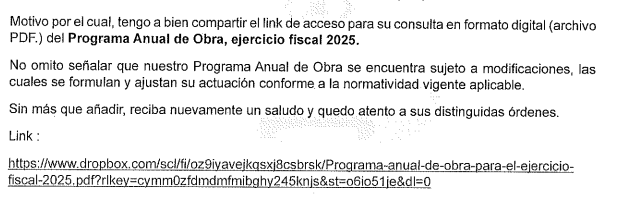 Motivo por el cual, tengo a bien compartir el link de acceso para su consulta en formato digital (archivo
PDF.) del Programa Anual de Obra, ejercicio fiscal 2025.
No omito señalar que nuestro Programa Anual de Obra se encuentra sujeto a modificaciones, las
cuales se formulan y ajustan su actuación conforme a la normatividad vigente aplicable.
Sin más que añadir, reciba nuevamente un saludo y quedo atento a sus distinguidas órdenes.
Link :
https://www.dropbox.com/scl/fi/oz9iyavejkqsxj8csbrsk/Programa-anual-de-obra-para-el-ejercicio-
fiscal-2025.pdf?rlkey=cymm0zfdmdmfmibghy245knjs&st=o6io51je&dl=0